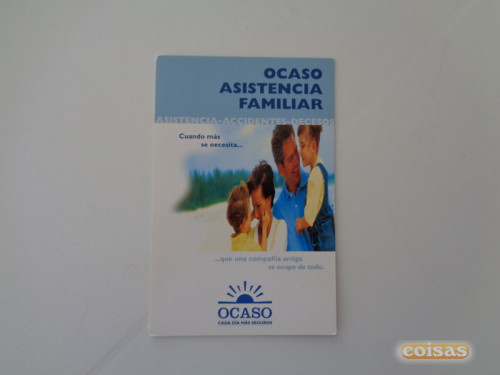 OCASO
ASISTENCIA
FAMILIAR
ASISTENCIA-ACCIDENTES-DECESOS
Cuando más
se necesita...
...que una compañía amiga
se ocupe de todo.
OCASO
CADA DÍA MÁS SEGUROS
coisas